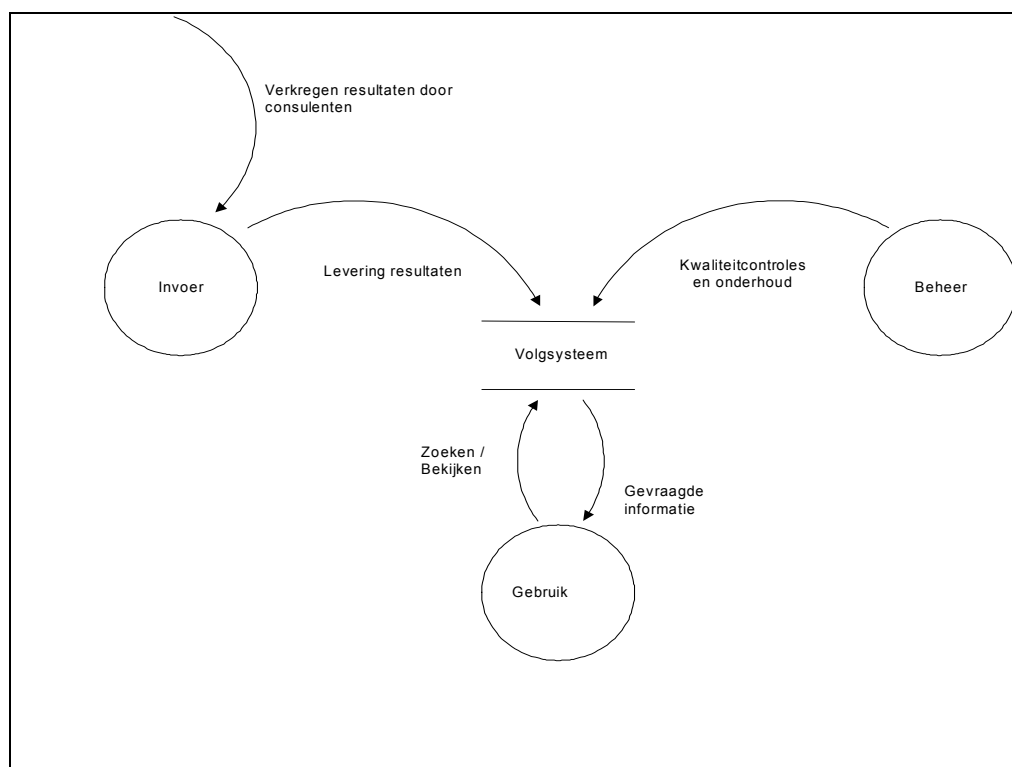 Verkregen resultaten door
consulenten
Invoer
Levering resultaten
Kwaliteitcontroles
en onderhoud
Beheer
Volgsysteem
Zoeken /
Bekijken
Gevraagde
informatie
Gebruik